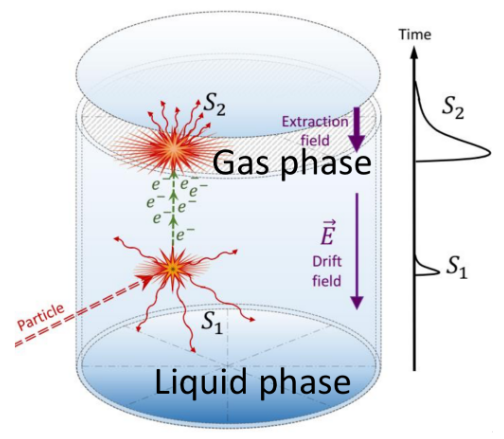 Time
S₂
S₂
Extraction
field
Gas phase
e⁻ e⁻
e⁻ e⁻
e⁻ e⁻
e⁻
E⃗
Drift
field
S₁
Particle
S₁
Liquid phase